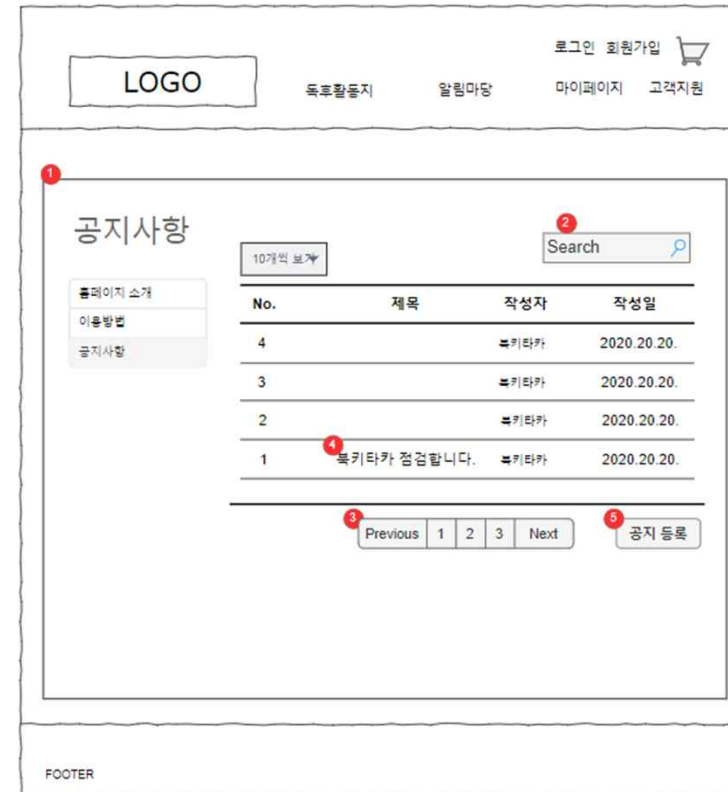 로그인 회원가입
LOGO
독후활동지 알림마당 마이페이지 고객지원
1
공지사항
2
10개씩 보기
Search
홈페이지 소개
이용방법
공지사항
No. 제목 작성자 작성일
4 북키타카 2020.20.20.
3 북키타카 2020.20.20.
2 북키타카 2020.20.20.
4
1 북키타카 점검합니다. 북키타카 2020.20.20.
3
Previous 1 2 3 Next
5
공지 등록
FOOTER